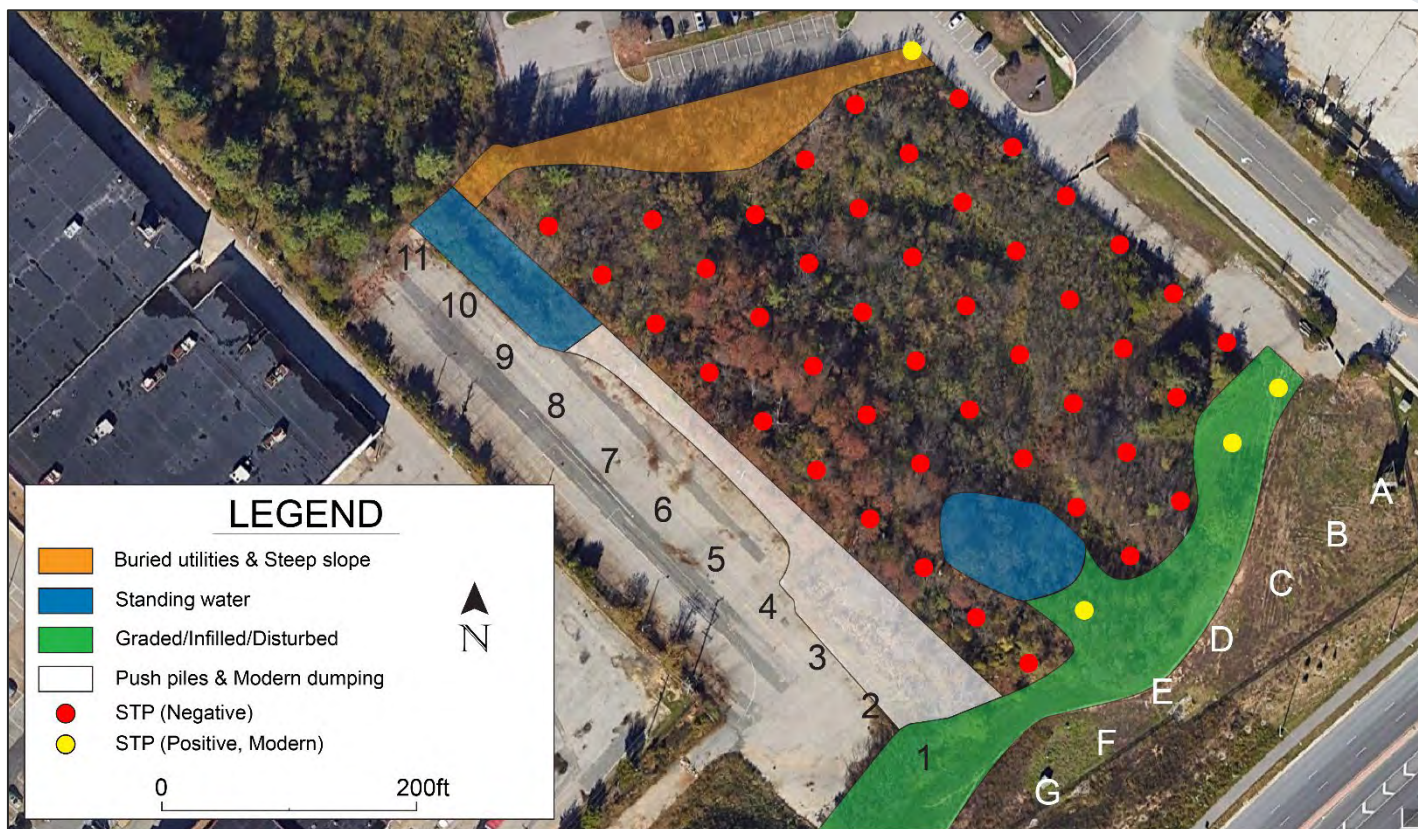 11
10
9
8
7
6
5
4
3
2
1
A
B
C
D
E
F
G
LEGEND
Buried utilities & Steep slope
Standing water
Graded/Infilled/Disturbed
Push piles & Modern dumping
STP (Negative)
STP (Positive, Modern)
N
0 200ft